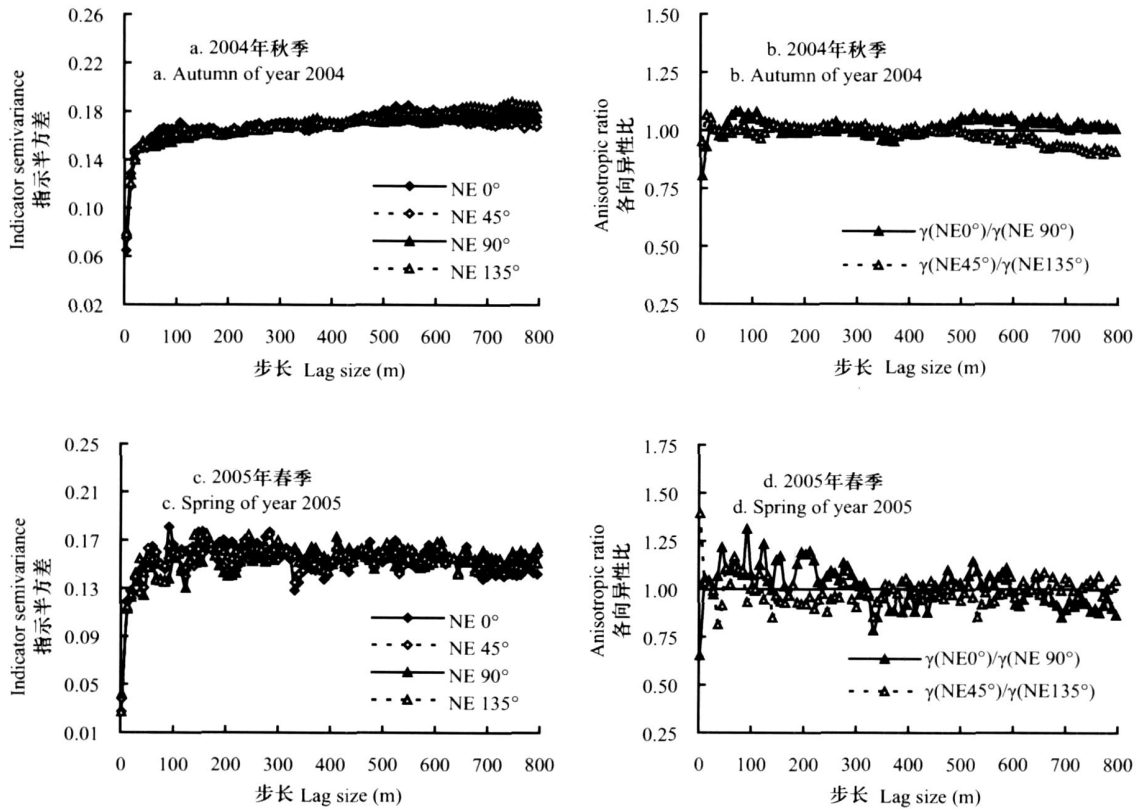 Indicator semivariance
指示半方差
0.26
0.22
0.18
0.14
0.10
0.06
0.02
a. 2004年秋季
a. Autumn of year 2004
NE 0°
NE 45°
NE 90°
NE 135°
0 100 200 300 400 500 600 700 800
步长 Lag size (m)
Anisotropic ratio
各向异性比
1.50
1.25
1.00
0.75
0.50
0.25
b. 2004年秋季
b. Autumn of year 2004
γ(NE0°)/γ(NE 90°)
γ(NE45°)/γ(NE135°)
0 100 200 300 400 500 600 700 800
步长 Lag size (m)
Indicator semivariance
指示半方差
0.25
0.21
0.17
0.13
0.09
0.05
0.01
c. 2005年春季
c. Spring of year 2005
NE 0°
NE 45°
NE 90°
NE 135°
0 100 200 300 400 500 600 700 800
步长 Lag size (m)
Anisotropic ratio
各向异性比
1.75
1.50
1.25
1.00
0.75
0.50
0.25
d. 2005年春季
d. Spring of year 2005
γ(NE0°)/γ(NE 90°)
γ(NE45°)/γ(NE135°)
0 100 200 300 400 500 600 700 800
步长 Lag size (m)